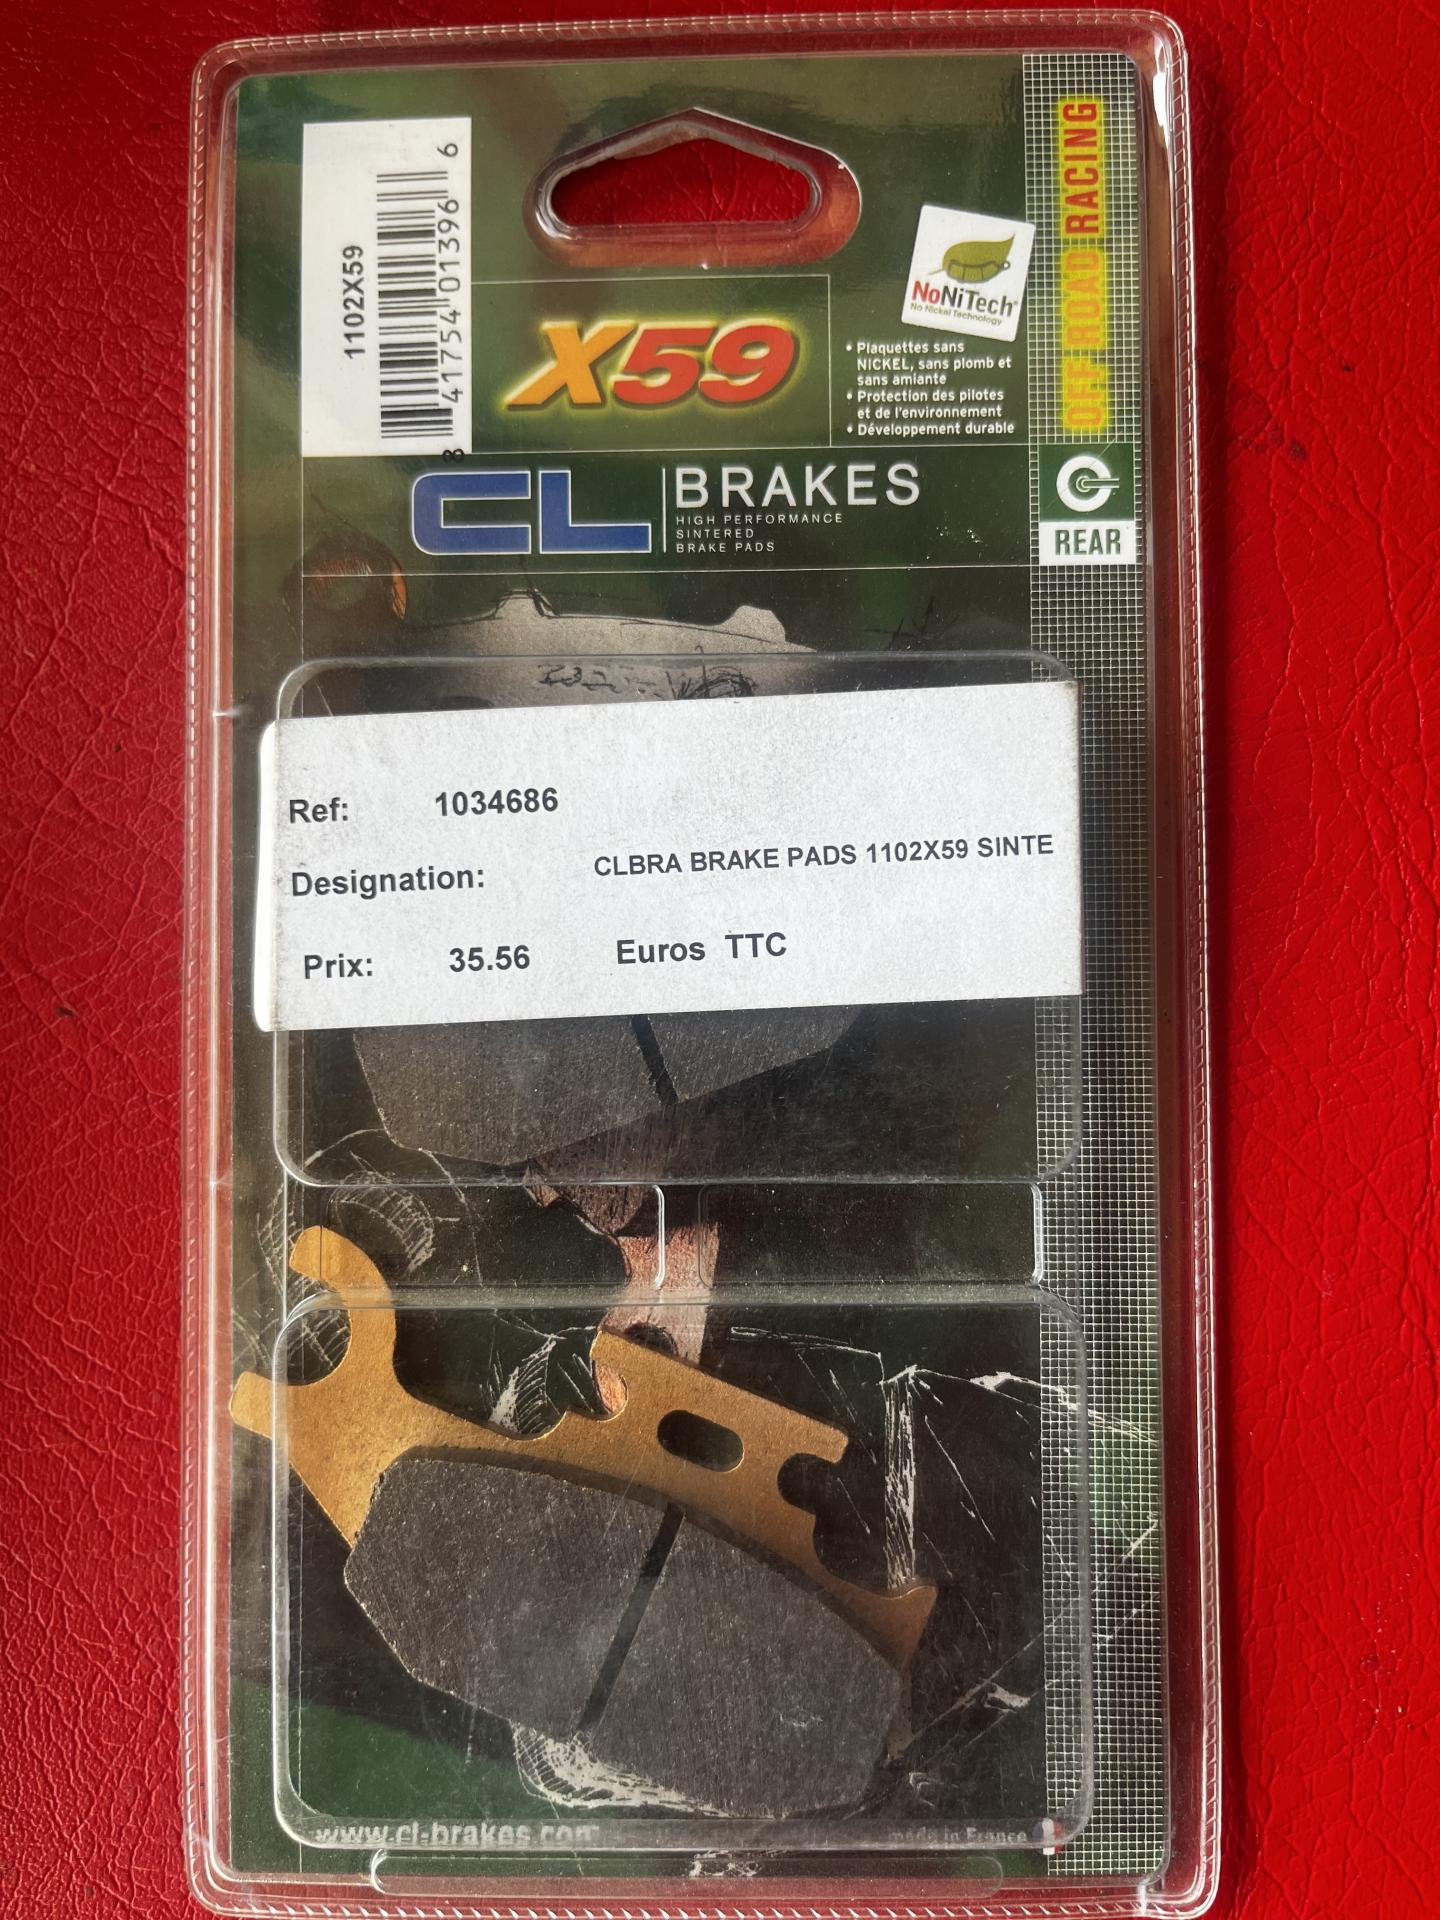 1102X59
8 41754 01396 6
OFF ROAD RACING
NoNiTech
No Nickel Technology
X59
• Plaquettes sans
NICKEL, sans plomb et
sans amiante
• Protection des pilotes
et de l'environnement
• Développement durable
CL BRAKES
HIGH PERFORMANCE
SINTERED
BRAKE PADS
REAR
Ref: 1034686
Designation: CLBRA BRAKE PADS 1102X59 SINTE
Prix: 35.56 Euros TTC
www.cl-brakes.com
made in France